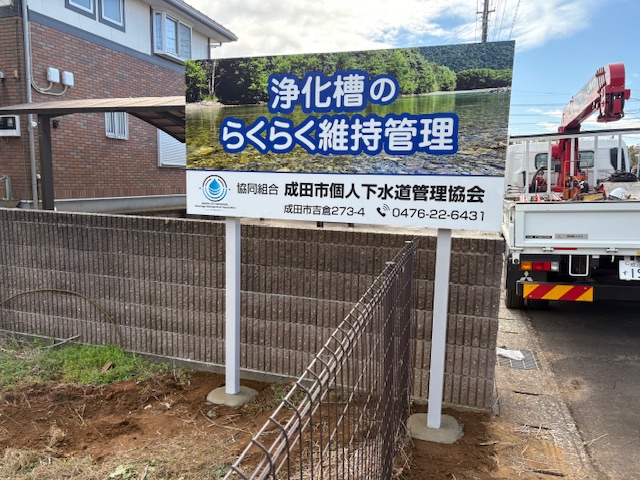 浄化槽の
らくらく維持管理
協同組合 成田市個人下水道管理協会
成田市吉倉273-4 0476-22-6431